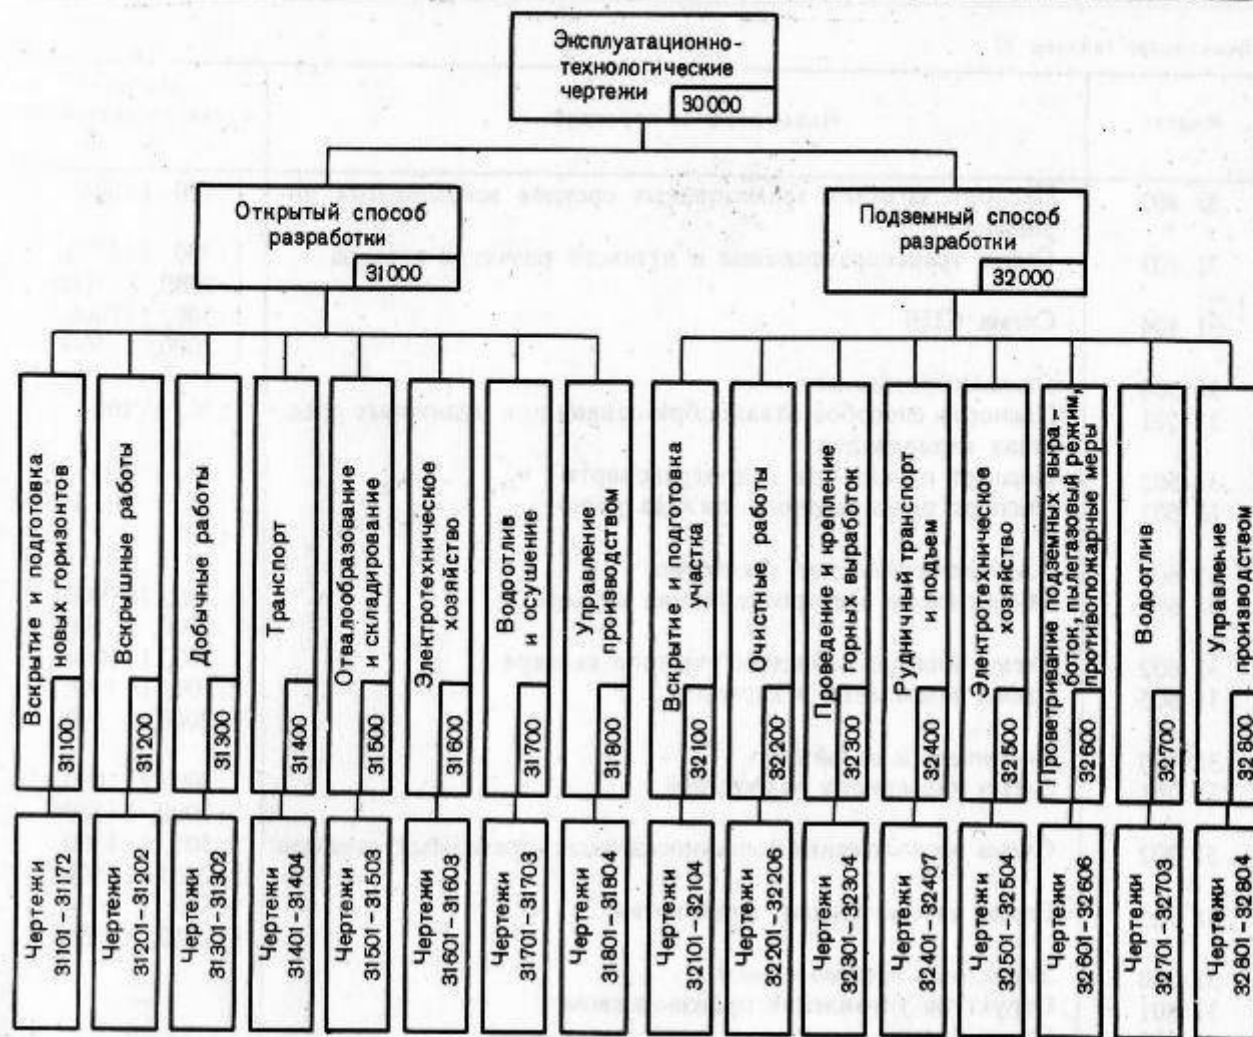 Эксплуатационно-
технологические
чертежи
30000
Открытый способ
разработки
31000
Подземный способ
разработки
32000
Вскрытие и подготовка
новых горизонтов
31100
Вскрышные работы
31200
Добычные работы
31300
Транспорт
31400
Отвалообразование
и складирование
31500
Электротехническое
хозяйство
31600
Водоотлив
и осушение
31700
Управление
производством
31800
Вскрытие и подготовка
участка
32100
Очистные работы
32200
Проведение и крепление
горных выработок
32300
Рудничный транспорт
и подъем
32400
Электротехническое
хозяйство
31500
Проветривание подземных выра-
боток, пылегазовый режим,
противопожарные меры
32600
Водоотлив
32700
Управление
производством
32800
Чертежи
31101–31172
Чертежи
31201–31202
Чертежи
31301–31302
Чертежи
31401–31404
Чертежи
31501–31503
Чертежи
31601–31603
Чертежи
31701–31703
Чертежи
31801–31804
Чертежи
32101–32104
Чертежи
32201–32206
Чертежи
32301–32304
Чертежи
32401–32407
Чертежи
32501–32504
Чертежи
32601–32606
Чертежи
32701–32703
Чертежи
32801–32804